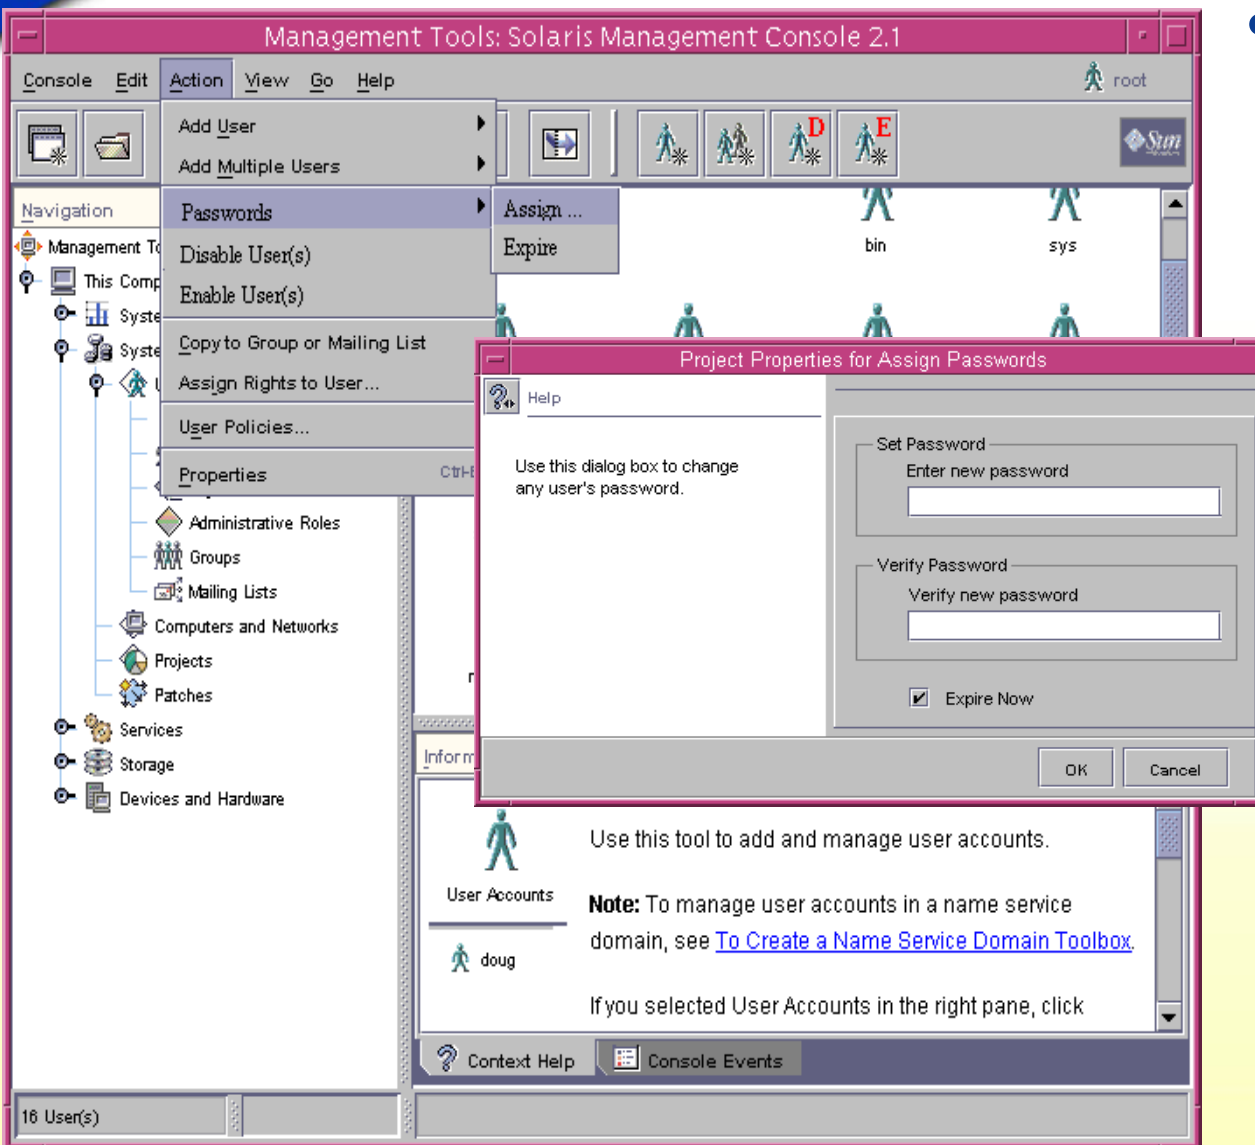 Management Tools: Solaris Management Console 2.1
Console Edit Action View Go Help
root
Add User
Add Multiple Users
Passwords
Disable User(s)
Enable User(s)
Copy to Group or Mailing List
Assign Rights to User...
User Policies...
Properties
Assign ...
Expire
D
E
Sun
Navigation
Management To
This Comp
Syste
Syste
Administrative Roles
Groups
Mailing Lists
Computers and Networks
Projects
Patches
Services
Storage
Devices and Hardware
bin
sys
Project Properties for Assign Passwords
Help
Use this dialog box to change
any user's password.
Set Password
Enter new password
Verify Password
Verify new password
Expire Now
OK
Cancel
Inform
User Accounts
doug
Use this tool to add and manage user accounts.
Note: To manage user accounts in a name service
domain, see To Create a Name Service Domain Toolbox.
If you selected User Accounts in the right pane, click
Context Help
Console Events
16 User(s)